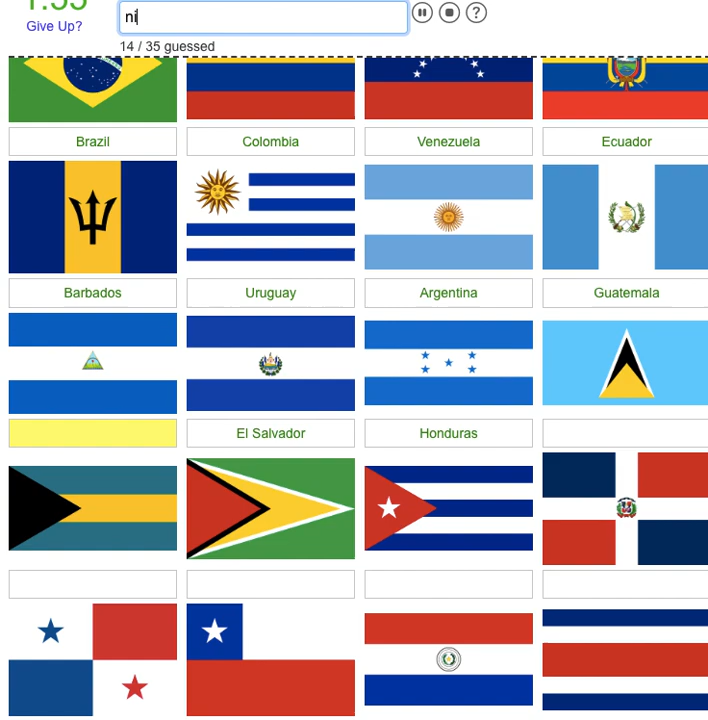 Give Up?
ni
14 / 35 guessed
Brazil
Colombia
Venezuela
Ecuador
Barbados
Uruguay
Argentina
Guatemala
El Salvador
Honduras